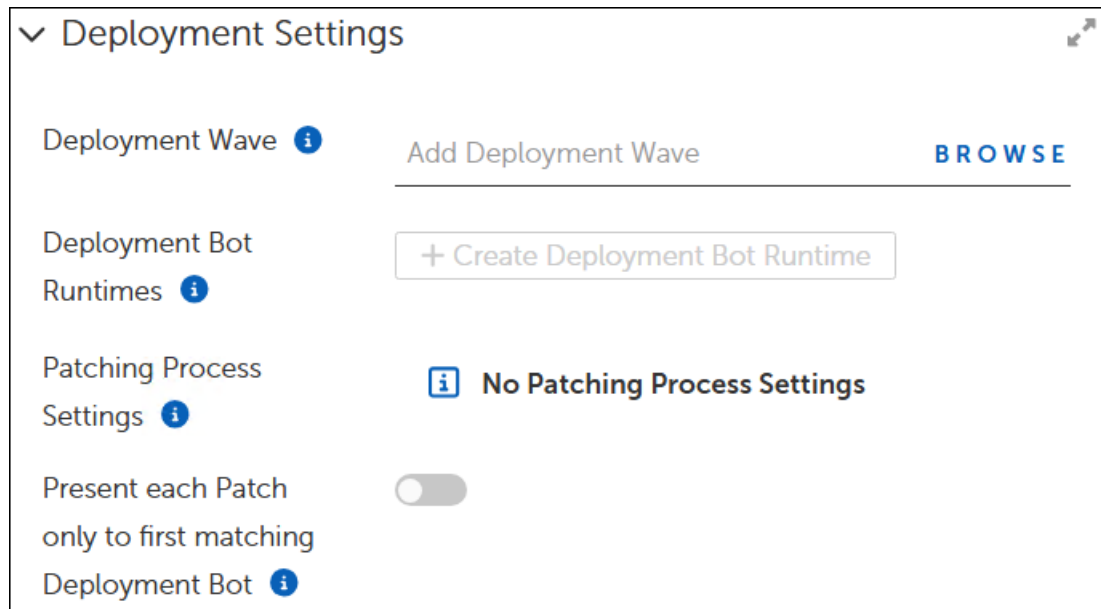 Deployment Settings
Deployment Wave
Add Deployment Wave
BROWSE
Deployment Bot
Runtimes
+ Create Deployment Bot Runtime
Patching Process
Settings
No Patching Process Settings
Present each Patch
only to first matching
Deployment Bot